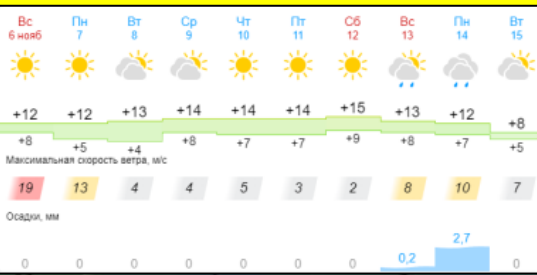 Вс Пн Вт Ср Чт Пт Сб Вс Пн Вт
6 нояб 7 8 9 10 11 12 13 14 15
+12 +12 +13 +14 +14 +14 +15 +13 +12 +8
+8 +5 +4 +8 +7 +7 +9 +8 +7 +5
Максимальная скорость ветра, м/с
19 13 4 4 5 3 2 8 10 7
Осадки, мм
0 0 0 0 0 0 0 0,2 2,7 0